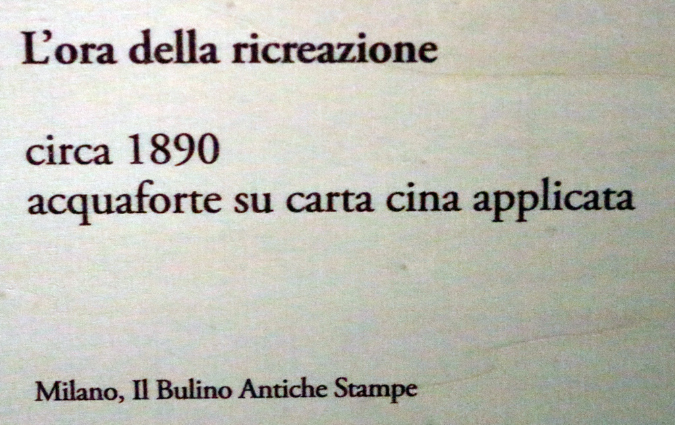 L'ora della ricreazione
circa 1890
acquaforte su carta cina applicata
Milano, Il Bulino Antiche Stampe